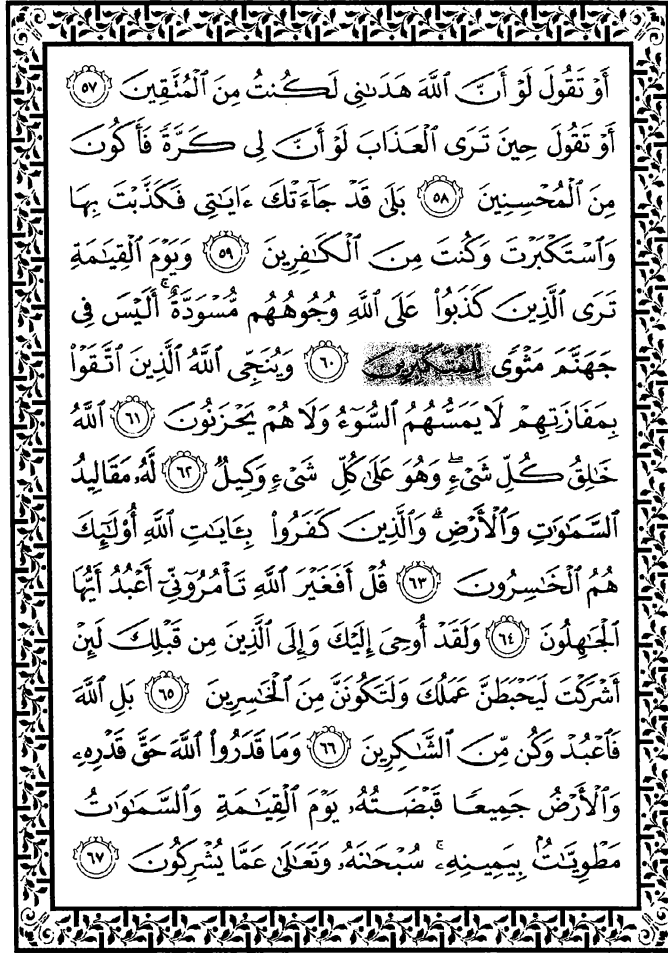 أَوْ تَقُولَ لَوْ أَنَّ ٱللَّهَ هَدَىٰنِى لَكُنتُ مِنَ ٱلْمُتَّقِينَ ٥٧
أَوْ تَقُولَ حِينَ تَرَى ٱلْعَذَابَ لَوْ أَنَّ لِى كَرَّةً فَأَكُونَ
مِنَ ٱلْمُحْسِنِينَ ٥٨ بَلَىٰ قَدْ جَآءَتْكَ ءَايَٰتِى فَكَذَّبْتَ بِهَا
وَٱسْتَكْبَرْتَ وَكُنتَ مِنَ ٱلْكَٰفِرِينَ ٥٩ وَيَوْمَ ٱلْقِيَٰمَةِ
تَرَى ٱلَّذِينَ كَذَبُوا۟ عَلَى ٱللَّهِ وُجُوهُهُم مُّسْوَدَّةٌ ۚ أَلَيْسَ فِى
جَهَنَّمَ مَثْوًى لِّلْمُتَكَبِّرِينَ ٦٠ وَيُنَجِّى ٱللَّهُ ٱلَّذِينَ ٱتَّقَوْا۟
بِمَفَازَتِهِمْ لَا يَمَسُّهُمُ ٱلسُّوٓءُ وَلَا هُمْ يَحْزَنُونَ ٦١ ٱللَّهُ
خَٰلِقُ كُلِّ شَىْءٍ ۖ وَهُوَ عَلَىٰ كُلِّ شَىْءٍ وَكِيلٌ ٦٢ لَّهُۥ مَقَالِيدُ
ٱلسَّمَٰوَٰتِ وَٱلْأَرْضِ ۗ وَٱلَّذِينَ كَفَرُوا۟ بِـَٔايَٰتِ ٱللَّهِ أُو۟لَٰٓئِكَ
هُمُ ٱلْخَٰسِرُونَ ٦٣ قُلْ أَفَغَيْرَ ٱللَّهِ تَأْمُرُوٓنِّىٓ أَعْبُدُ أَيُّهَا
ٱلْجَٰهِلُونَ ٦٤ وَلَقَدْ أُوحِىَ إِلَيْكَ وَإِلَى ٱلَّذِينَ مِن قَبْلِكَ لَئِنْ
أَشْرَكْتَ لَيَحْبَطَنَّ عَمَلُكَ وَلَتَكُونَنَّ مِنَ ٱلْخَٰسِرِينَ ٦٥ بَلِ ٱللَّهَ
فَٱعْبُدْ وَكُن مِّنَ ٱلشَّٰكِرِينَ ٦٦ وَمَا قَدَرُوا۟ ٱللَّهَ حَقَّ قَدْرِهِۦ
وَٱلْأَرْضُ جَمِيعًا قَبْضَتُهُۥ يَوْمَ ٱلْقِيَٰمَةِ وَٱلسَّمَٰوَٰتُ
مَطْوِيَّٰتٌۢ بِيَمِينِهِۦ ۚ سُبْحَٰنَهُۥ وَتَعَٰلَىٰ عَمَّا يُشْرِكُونَ ٦٧